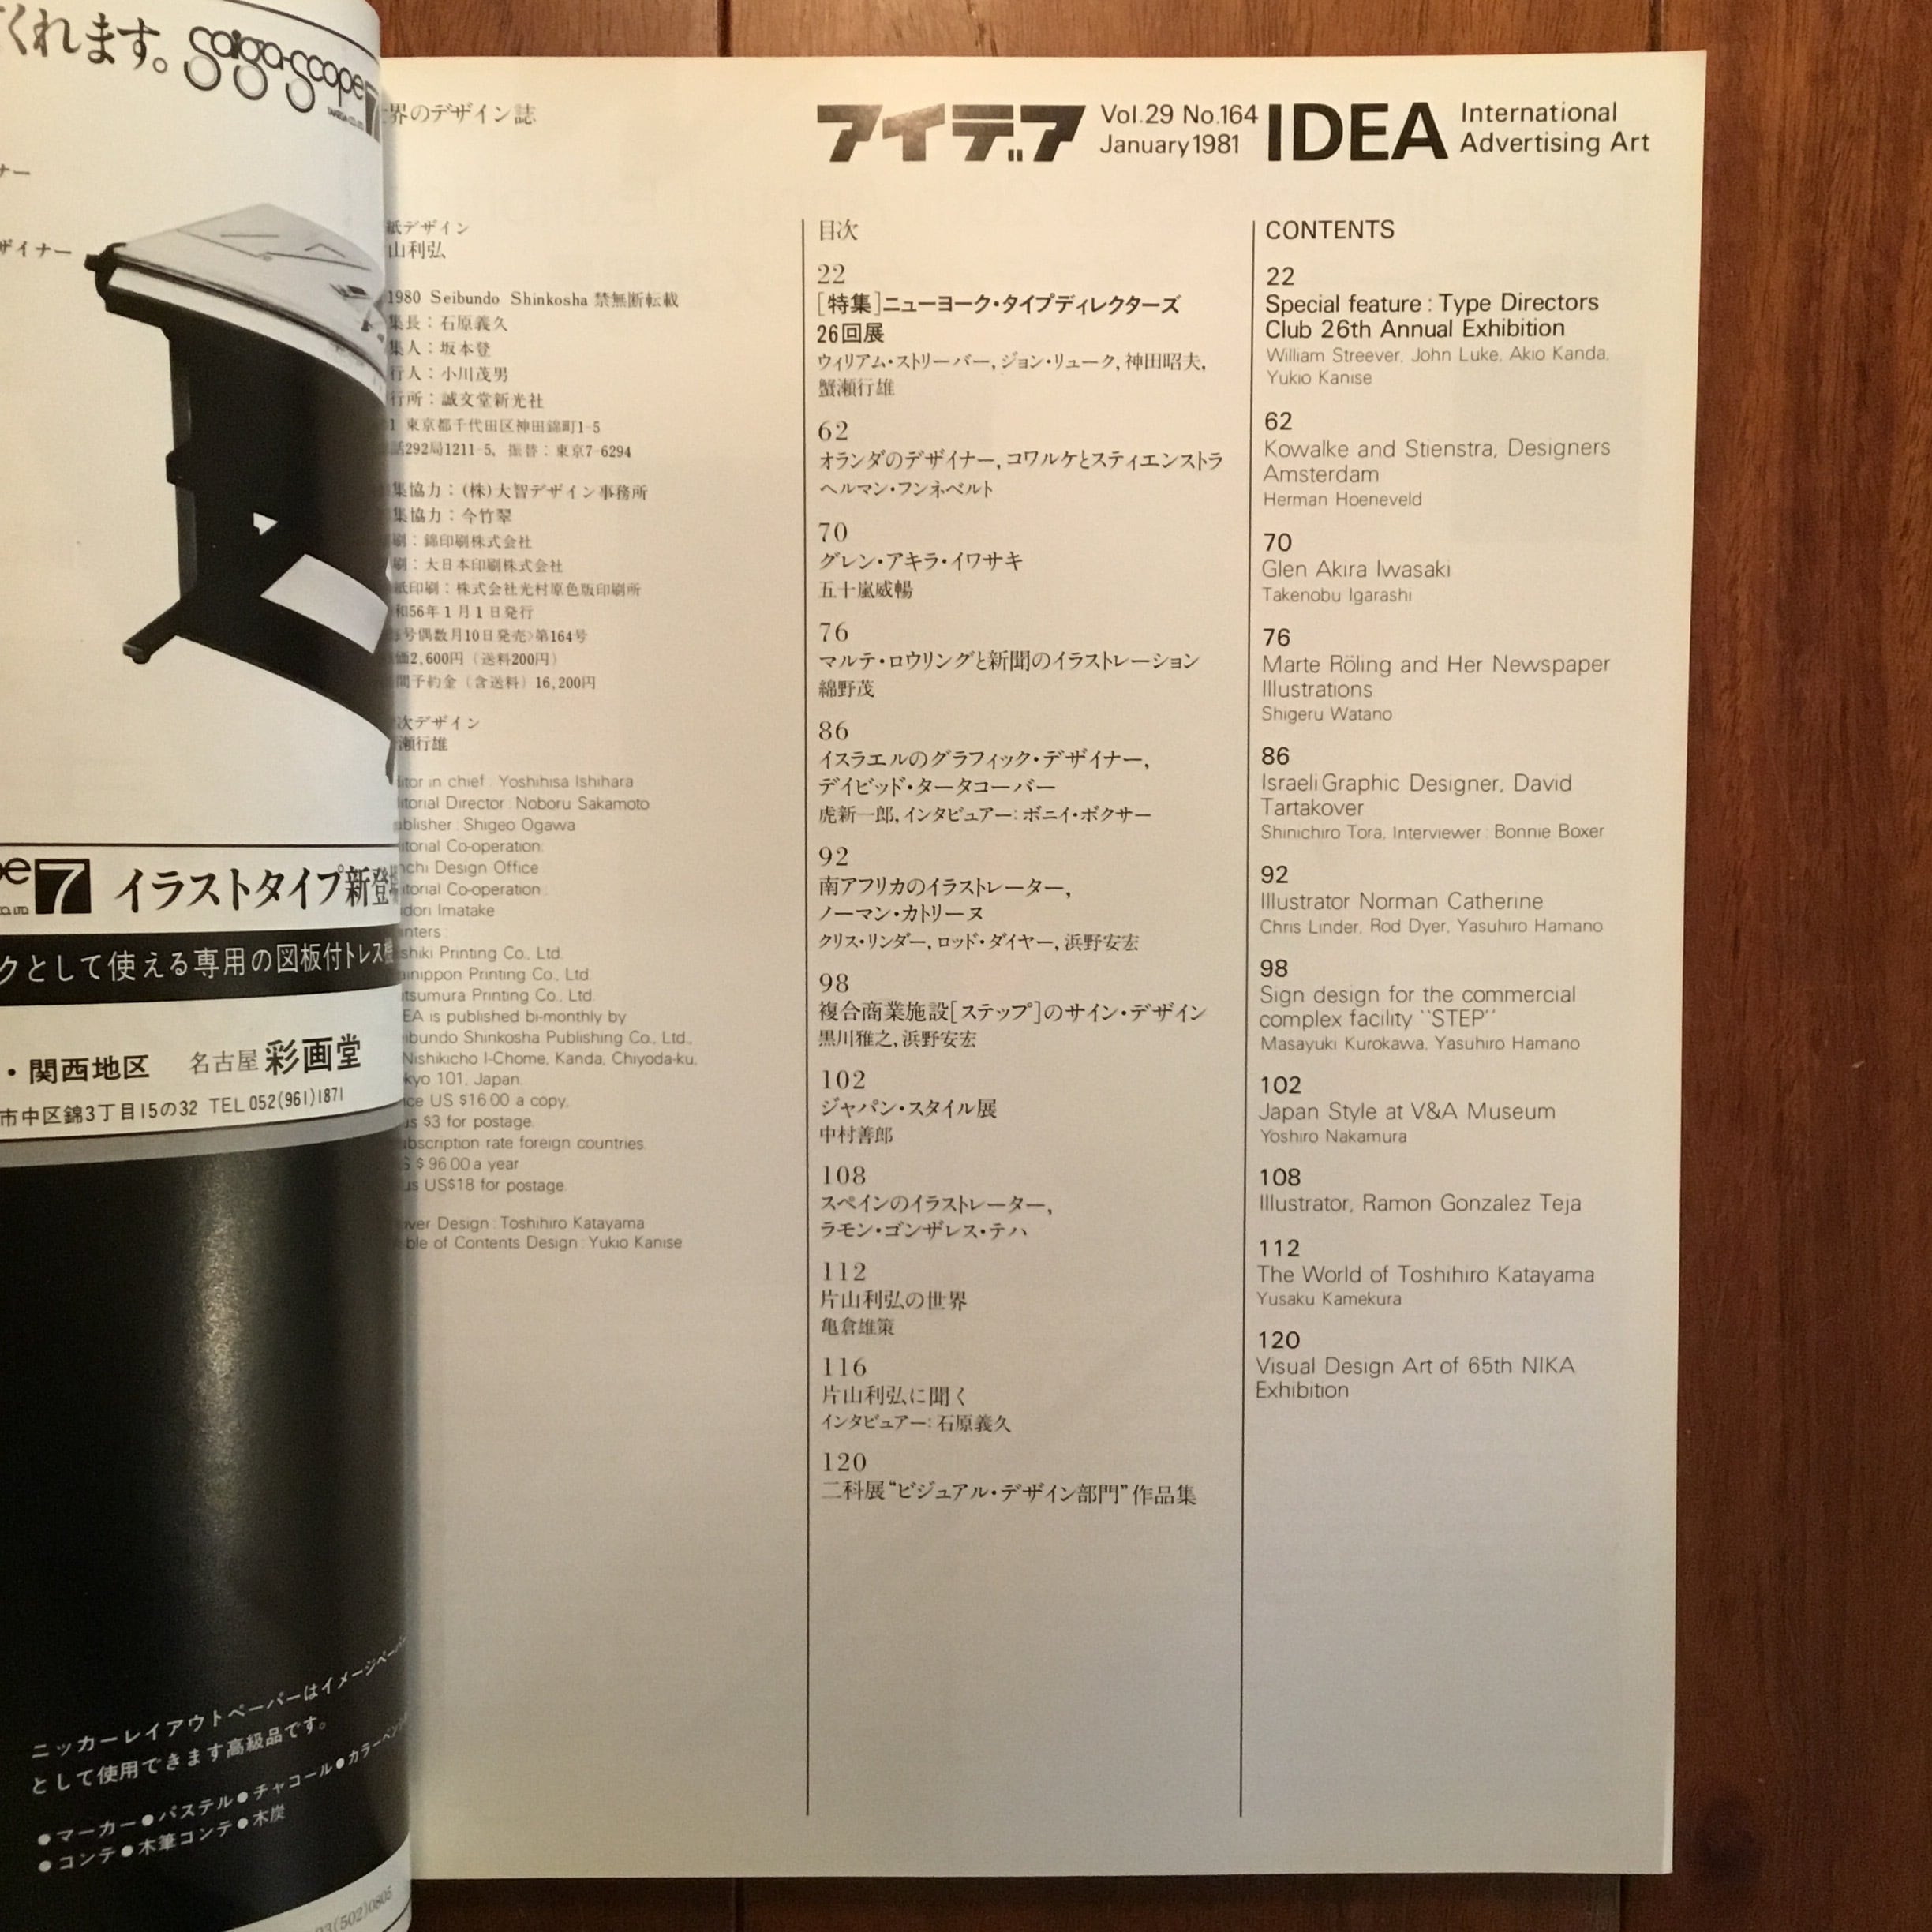 くれます。
saiga-scope 7
ナー
ザイナー
7 イラストタイプ新登
クとして使える専用の図板付トレス
・関西地区 名古屋 彩画堂
市中区錦3丁目15の32 TEL 052(961)1871
ニッカーレイアウトペーパーはイメージペーパー
として使用できます高級品です。
●マーカー●パステル●チャコール●カラーペン
●コンテ●木筆コンテ●木炭
03(502)0805
界のデザイン誌
アイデア
Vol.29 No.164
January 1981
IDEA
International
Advertising Art
紙デザイン
山利弘
1980 Seibundo Shinkosha 禁無断転載
集長：石原義久
集人：坂本登
行人：小川茂男
行所：誠文堂新光社
1 東京都千代田区神田錦町1-5
話292局1211-5, 振替：東京7-6294
集協力：(株)大智デザイン事務所
集協力：今竹翠
刷：錦印刷株式会社
刷：大日本印刷株式会社
紙印刷：株式会社光村原色版印刷所
和56年1月1日発行
号偶数月10日発売〉第164号
価2,600円（送料200円）
間予約金（含送料）16,200円
次デザイン
瀬行雄
itor in chief : Yoshihisa Ishihara
itorial Director : Noboru Sakamoto
ublisher : Shigeo Ogawa
itorial Co-operation:
chi Design Office
itorial Co-operation :
dori Imatake
inters :
shiki Printing Co., Ltd.
ainippon Printing Co., Ltd.
itsumura Printing Co., Ltd.
EA is published bi-monthly by
ibundo Shinkosha Publishing Co., Ltd.,
Nishikicho 1-Chome, Kanda, Chiyoda-ku,
kyo 101, Japan.
ice US $16.00 a copy,
us $3 for postage.
ubscription rate foreign countries
$ 96.00 a year
us US$18 for postage.
ver Design : Toshihiro Katayama
ble of Contents Design : Yukio Kanise
目次
22
［特集］ニューヨーク・タイプディレクターズ
26回展
ウィリアム・ストリーバー, ジョン・リューク, 神田昭夫,
蟹瀬行雄
62
オランダのデザイナー, コワルケとスティエンストラ
ヘルマン・フンネベルト
70
グレン・アキラ・イワサキ
五十嵐威暢
76
マルテ・ロウリングと新聞のイラストレーション
綿野茂
86
イスラエルのグラフィック・デザイナー,
デイビッド・タータコーバー
虎新一郎, インタビュアー：ボニイ・ボクサー
92
南アフリカのイラストレーター,
ノーマン・カトリーヌ
クリス・リンダー, ロッド・ダイヤー, 浜野安宏
98
複合商業施設［ステップ］のサイン・デザイン
黒川雅之, 浜野安宏
102
ジャパン・スタイル展
中村善郎
108
スペインのイラストレーター,
ラモン・ゴンザレス・テハ
112
片山利弘の世界
亀倉雄策
116
片山利弘に聞く
インタビュアー：石原義久
120
二科展“ビジュアル・デザイン部門”作品集
CONTENTS
22
Special feature : Type Directors
Club 26th Annual Exhibition
William Streever, John Luke, Akio Kanda,
Yukio Kanise
62
Kowalke and Stienstra, Designers
Amsterdam
Herman Hoeneveld
70
Glen Akira Iwasaki
Takenobu Igarashi
76
Marte Röling and Her Newspaper
Illustrations
Shigeru Watano
86
Israeli Graphic Designer, David
Tartakover
Shinichiro Tora, Interviewer : Bonnie Boxer
92
Illustrator Norman Catherine
Chris Linder, Rod Dyer, Yasuhiro Hamano
98
Sign design for the commercial
complex facility “STEP”
Masayuki Kurokawa, Yasuhiro Hamano
102
Japan Style at V&A Museum
Yoshiro Nakamura
108
Illustrator, Ramon Gonzalez Teja
112
The World of Toshihiro Katayama
Yusaku Kamekura
120
Visual Design Art of 65th NIKA
Exhibition